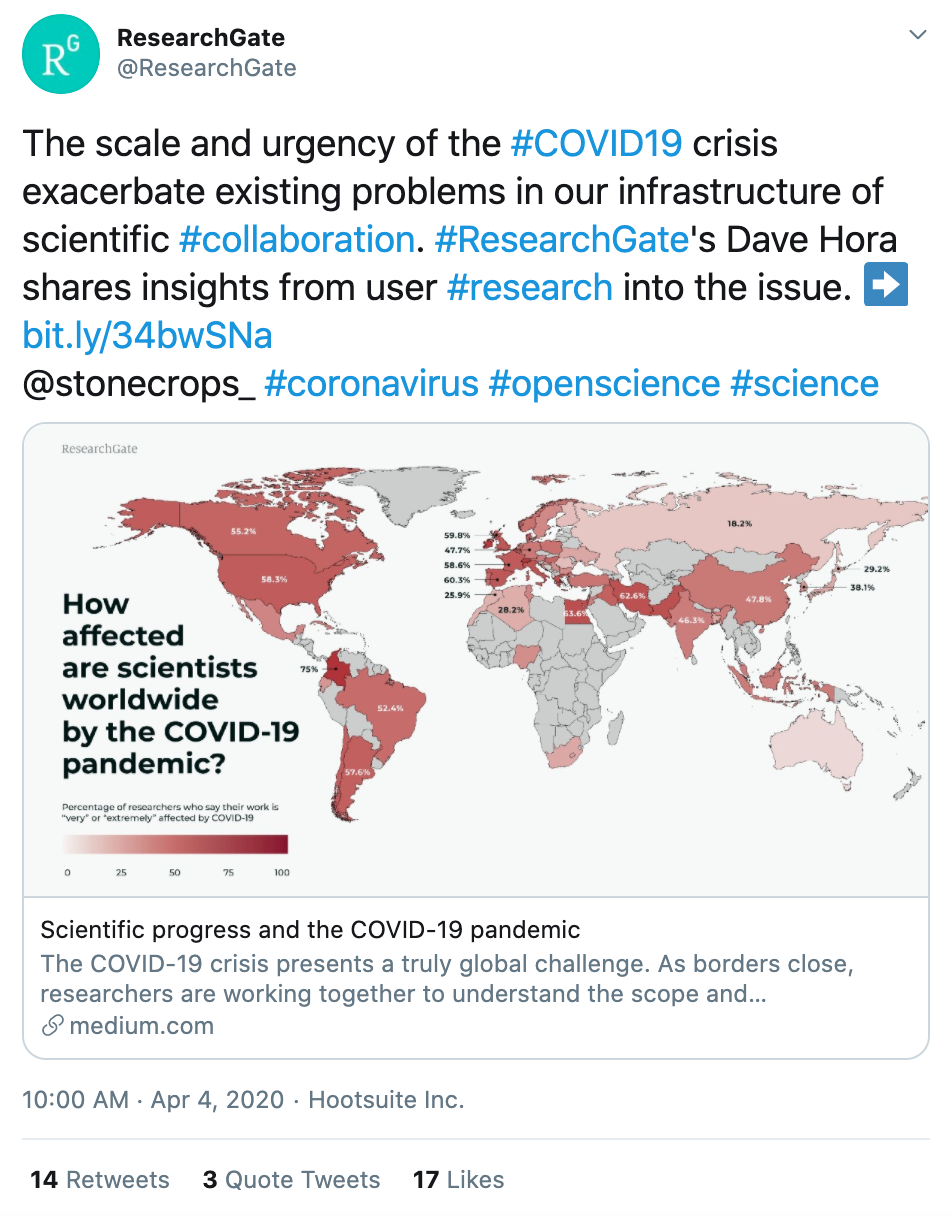 RG
ResearchGate
@ResearchGate
The scale and urgency of the #COVID19 crisis
exacerbate existing problems in our infrastructure of
scientific #collaboration. #ResearchGate's Dave Hora
shares insights from user #research into the issue. ➡️
bit.ly/34bwSNa
@stonecrops_ #coronavirus #openscience #science
ResearchGate
55.2%
58.3%
59.8%
47.7%
58.6%
60.3%
25.9%
18.2%
29.2%
38.1%
28.2%
63.6%
62.6%
47.8%
46.3%
75%
52.4%
57.6%
How
affected
are scientists
worldwide
by the COVID-19
pandemic?
Percentage of researchers who say their work is
"very" or "extremely" affected by COVID-19
0 25 50 75 100
Scientific progress and the COVID-19 pandemic
The COVID-19 crisis presents a truly global challenge. As borders close,
researchers are working together to understand the scope and...
medium.com
10:00 AM · Apr 4, 2020 · Hootsuite Inc.
14 Retweets 3 Quote Tweets 17 Likes